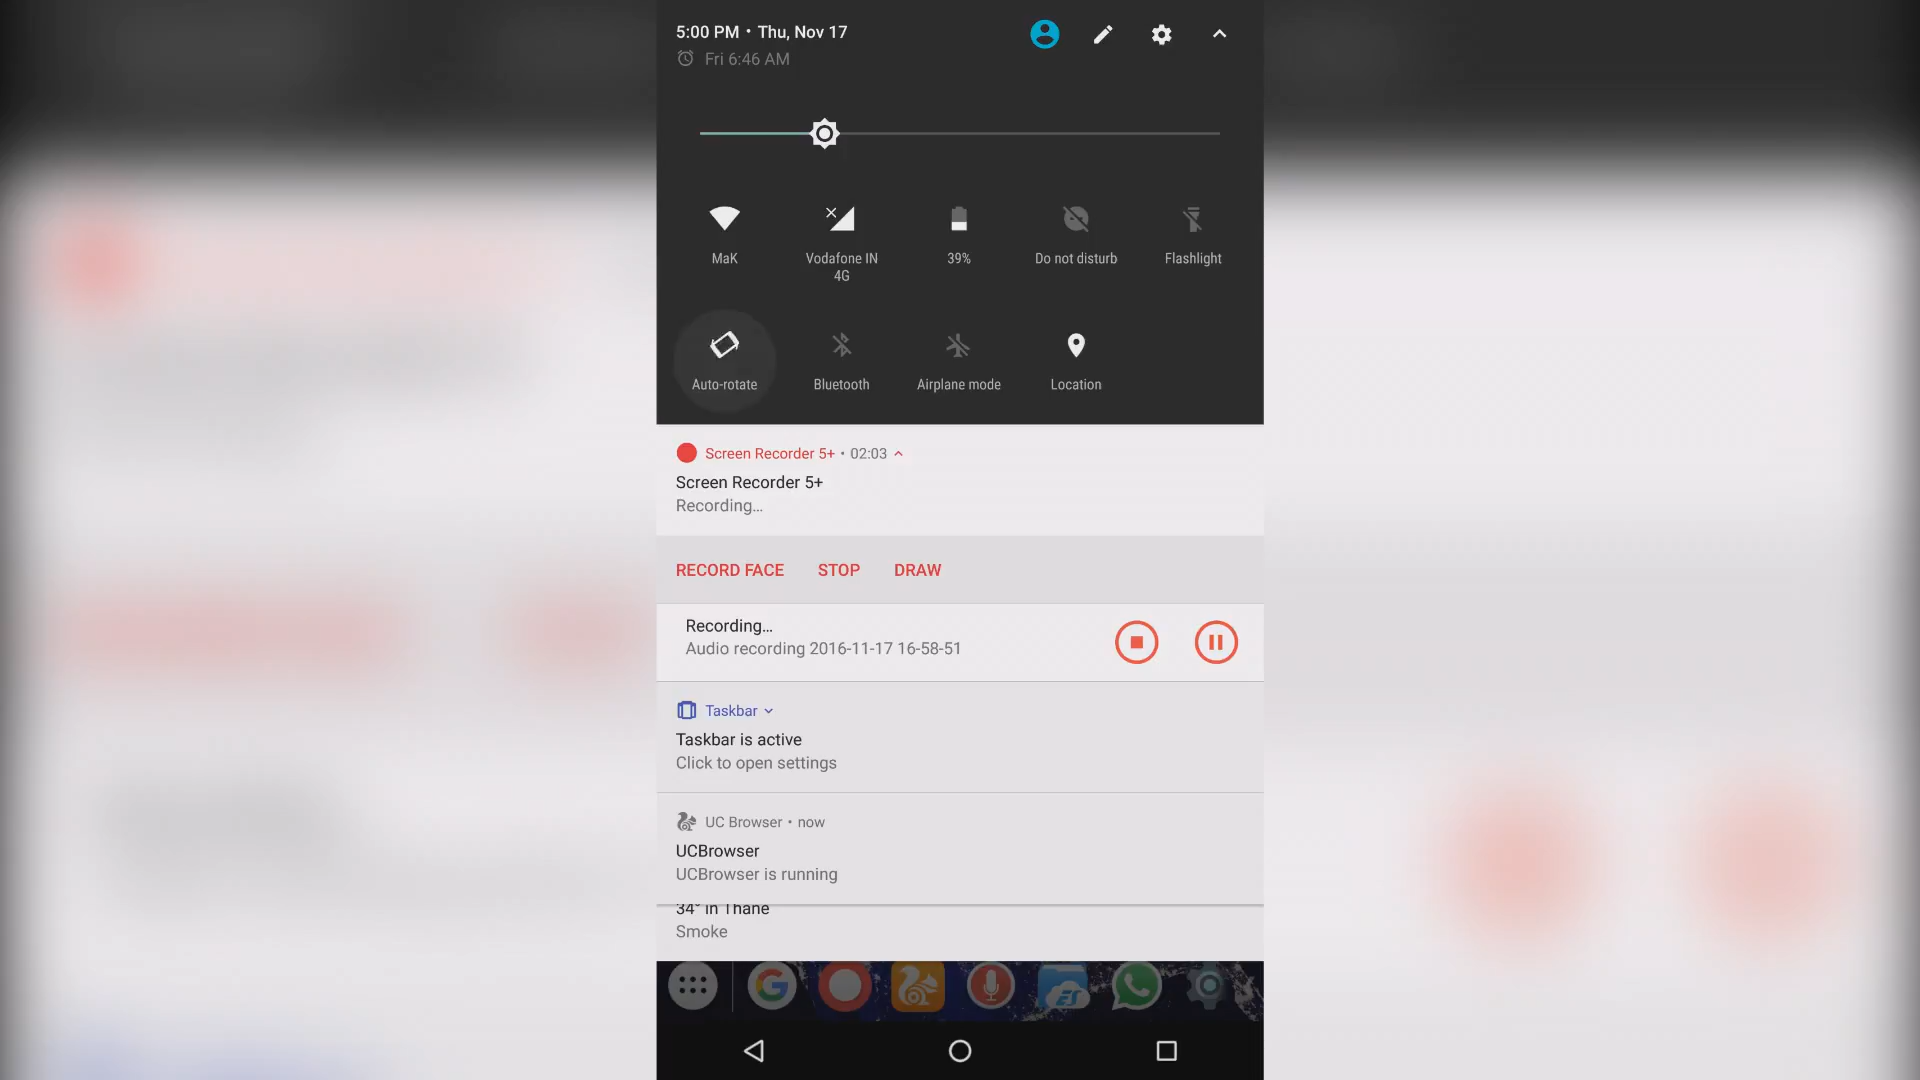 5:00 PM • Thu, Nov 17
Fri 6:46 AM
MaK
Vodafone IN
4G
39%
Do not disturb
Flashlight
Auto-rotate
Bluetooth
Airplane mode
Location
Screen Recorder 5+ • 02:03
Screen Recorder 5+
Recording...
RECORD FACE STOP DRAW
Recording...
Audio recording 2016-11-17 16-58-51
Taskbar
Taskbar is active
Click to open settings
UC Browser • now
UCBrowser
UCBrowser is running
34° in Thane
Smoke